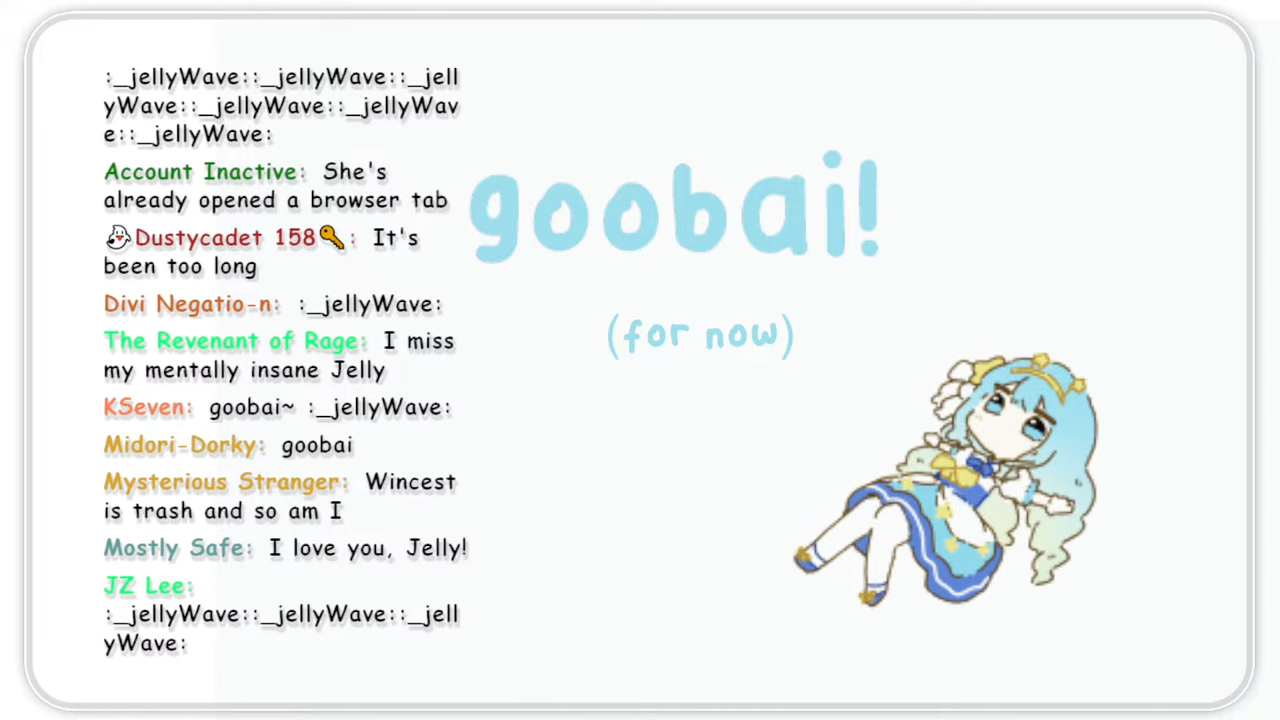 :_jellyWave::_jellyWave::_jell
yWave::_jellyWave::_jellyWav
e::_jellyWave:
Account Inactive: She's
already opened a browser tab
Dustycadet 158🔑: It's
been too long
Divi Negatio-n: :_jellyWave:
The Revenant of Rage: I miss
my mentally insane Jelly
KSeven: goobai~ :_jellyWave:
Midori-Dorky: goobai
Mysterious Stranger: Wincest
is trash and so am I
Mostly Safe: I love you, Jelly!
JZ Lee:
:_jellyWave::_jellyWave::_jell
yWave:
goobai!
(for now)